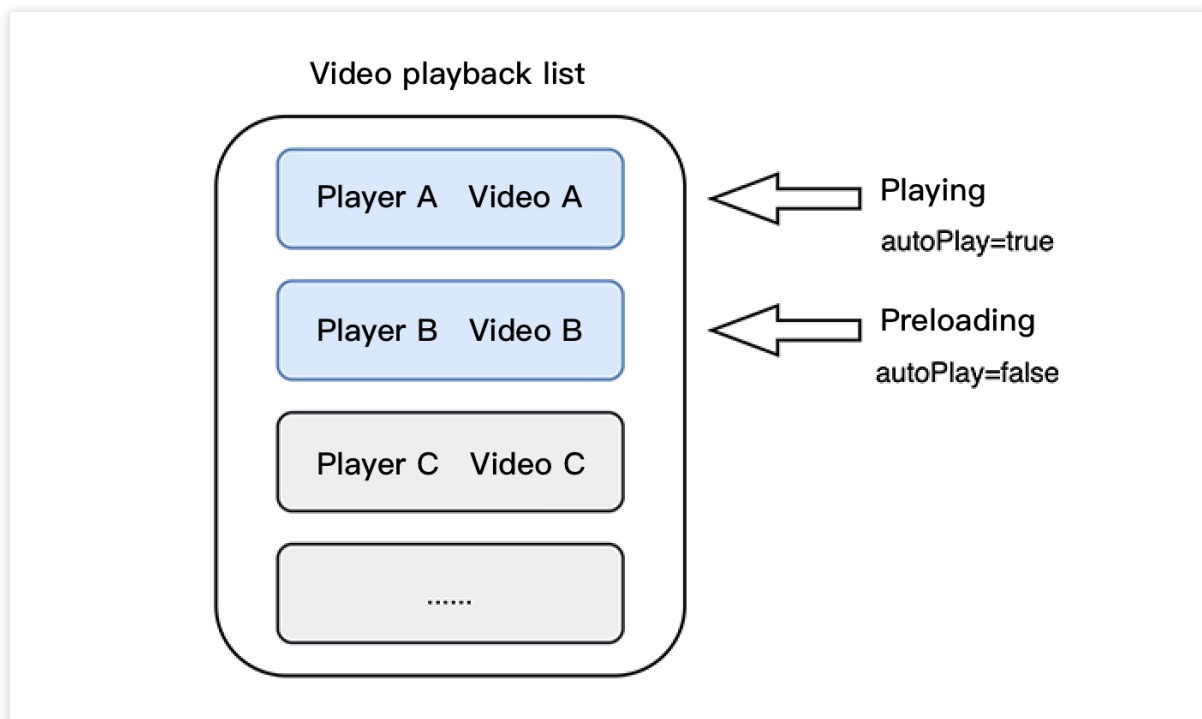 Video playback list
Player A Video A
Playing
autoPlay=true
Player B Video B
Preloading
autoPlay=false
Player C Video C
......